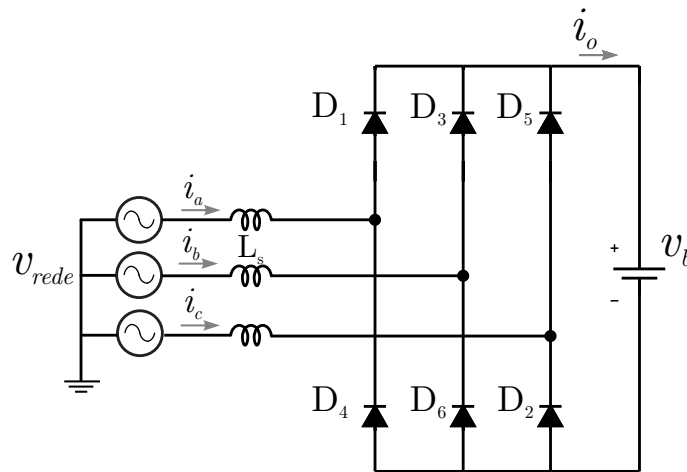 i_o
D_1 D_3 D_5
i_a
L_s
i_b
v_rede
+
v_b
i_c
−
D_4 D_6 D_2